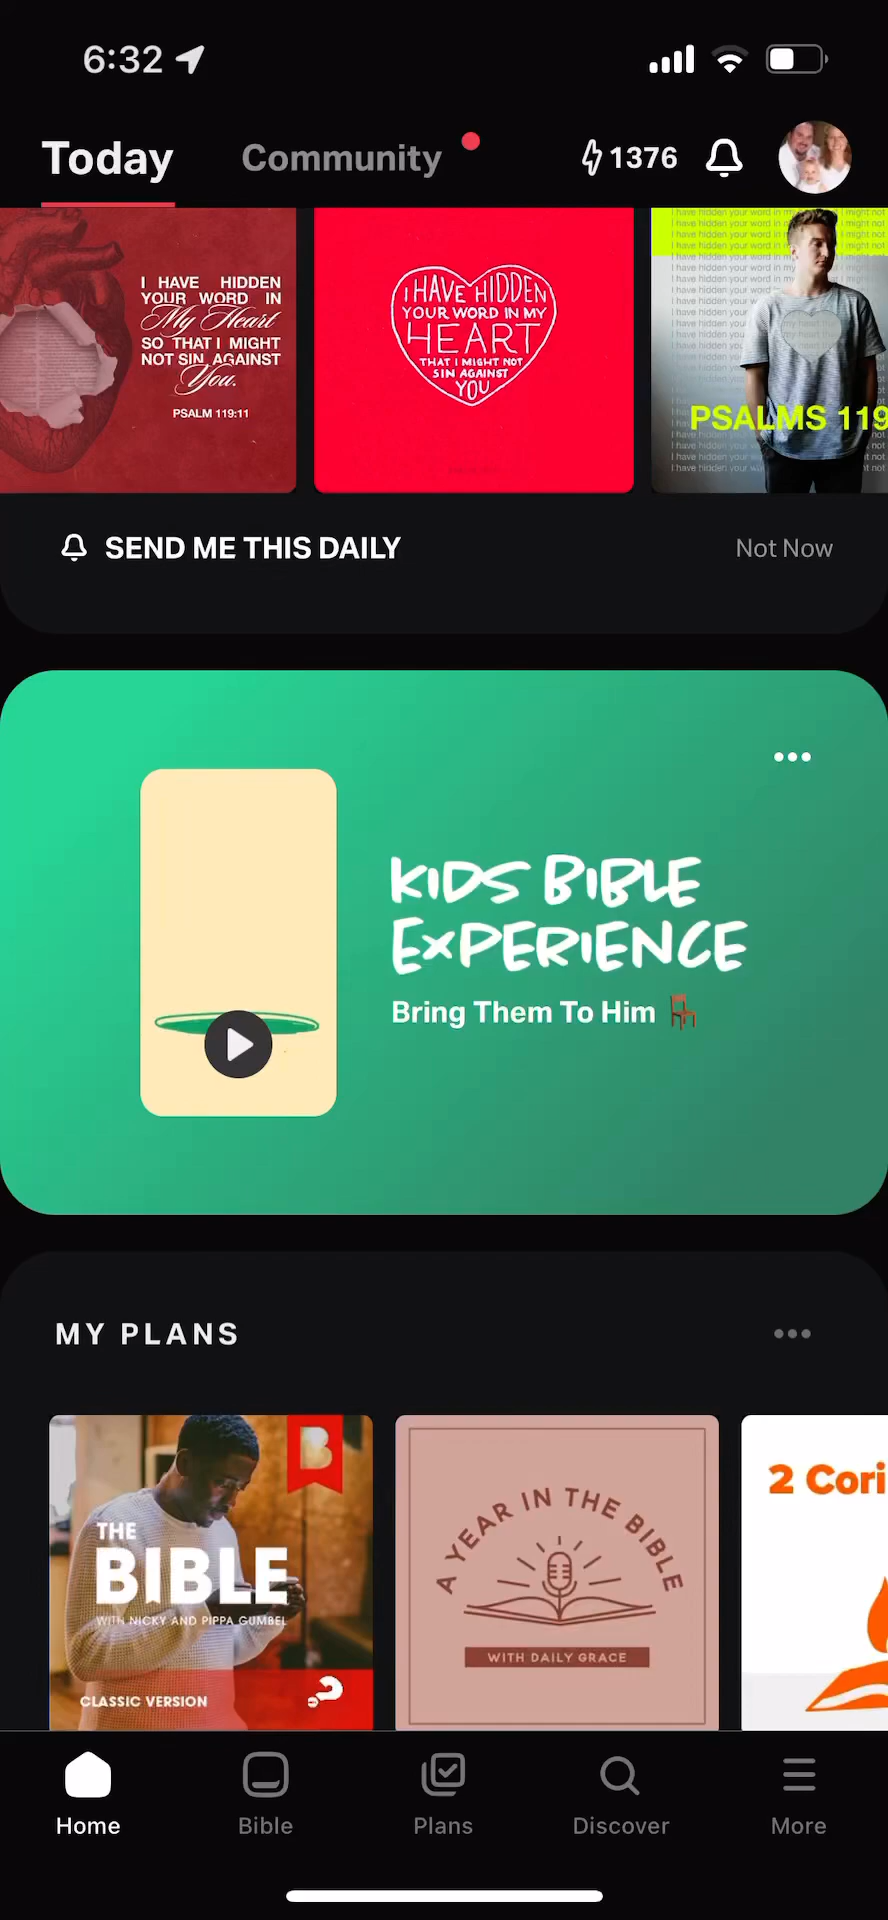 6:32
Today
Community
1376
I HAVE HIDDEN
YOUR WORD IN
My Heart
SO THAT I MIGHT
NOT SIN AGAINST
You.
PSALM 119:11
I HAVE HIDDEN
YOUR WORD IN MY
HEART
THAT I MIGHT NOT
SIN AGAINST
YOU
PSALMS 119
SEND ME THIS DAILY
Not Now
KIDS BIBLE
EXPERIENCE
Bring Them To Him
MY PLANS
B
THE
BIBLE
WITH NICKY AND PIPPA GUMBEL
CLASSIC VERSION
A YEAR IN THE BIBLE
WITH DAILY GRACE
2 Cori
Home
Bible
Plans
Discover
More